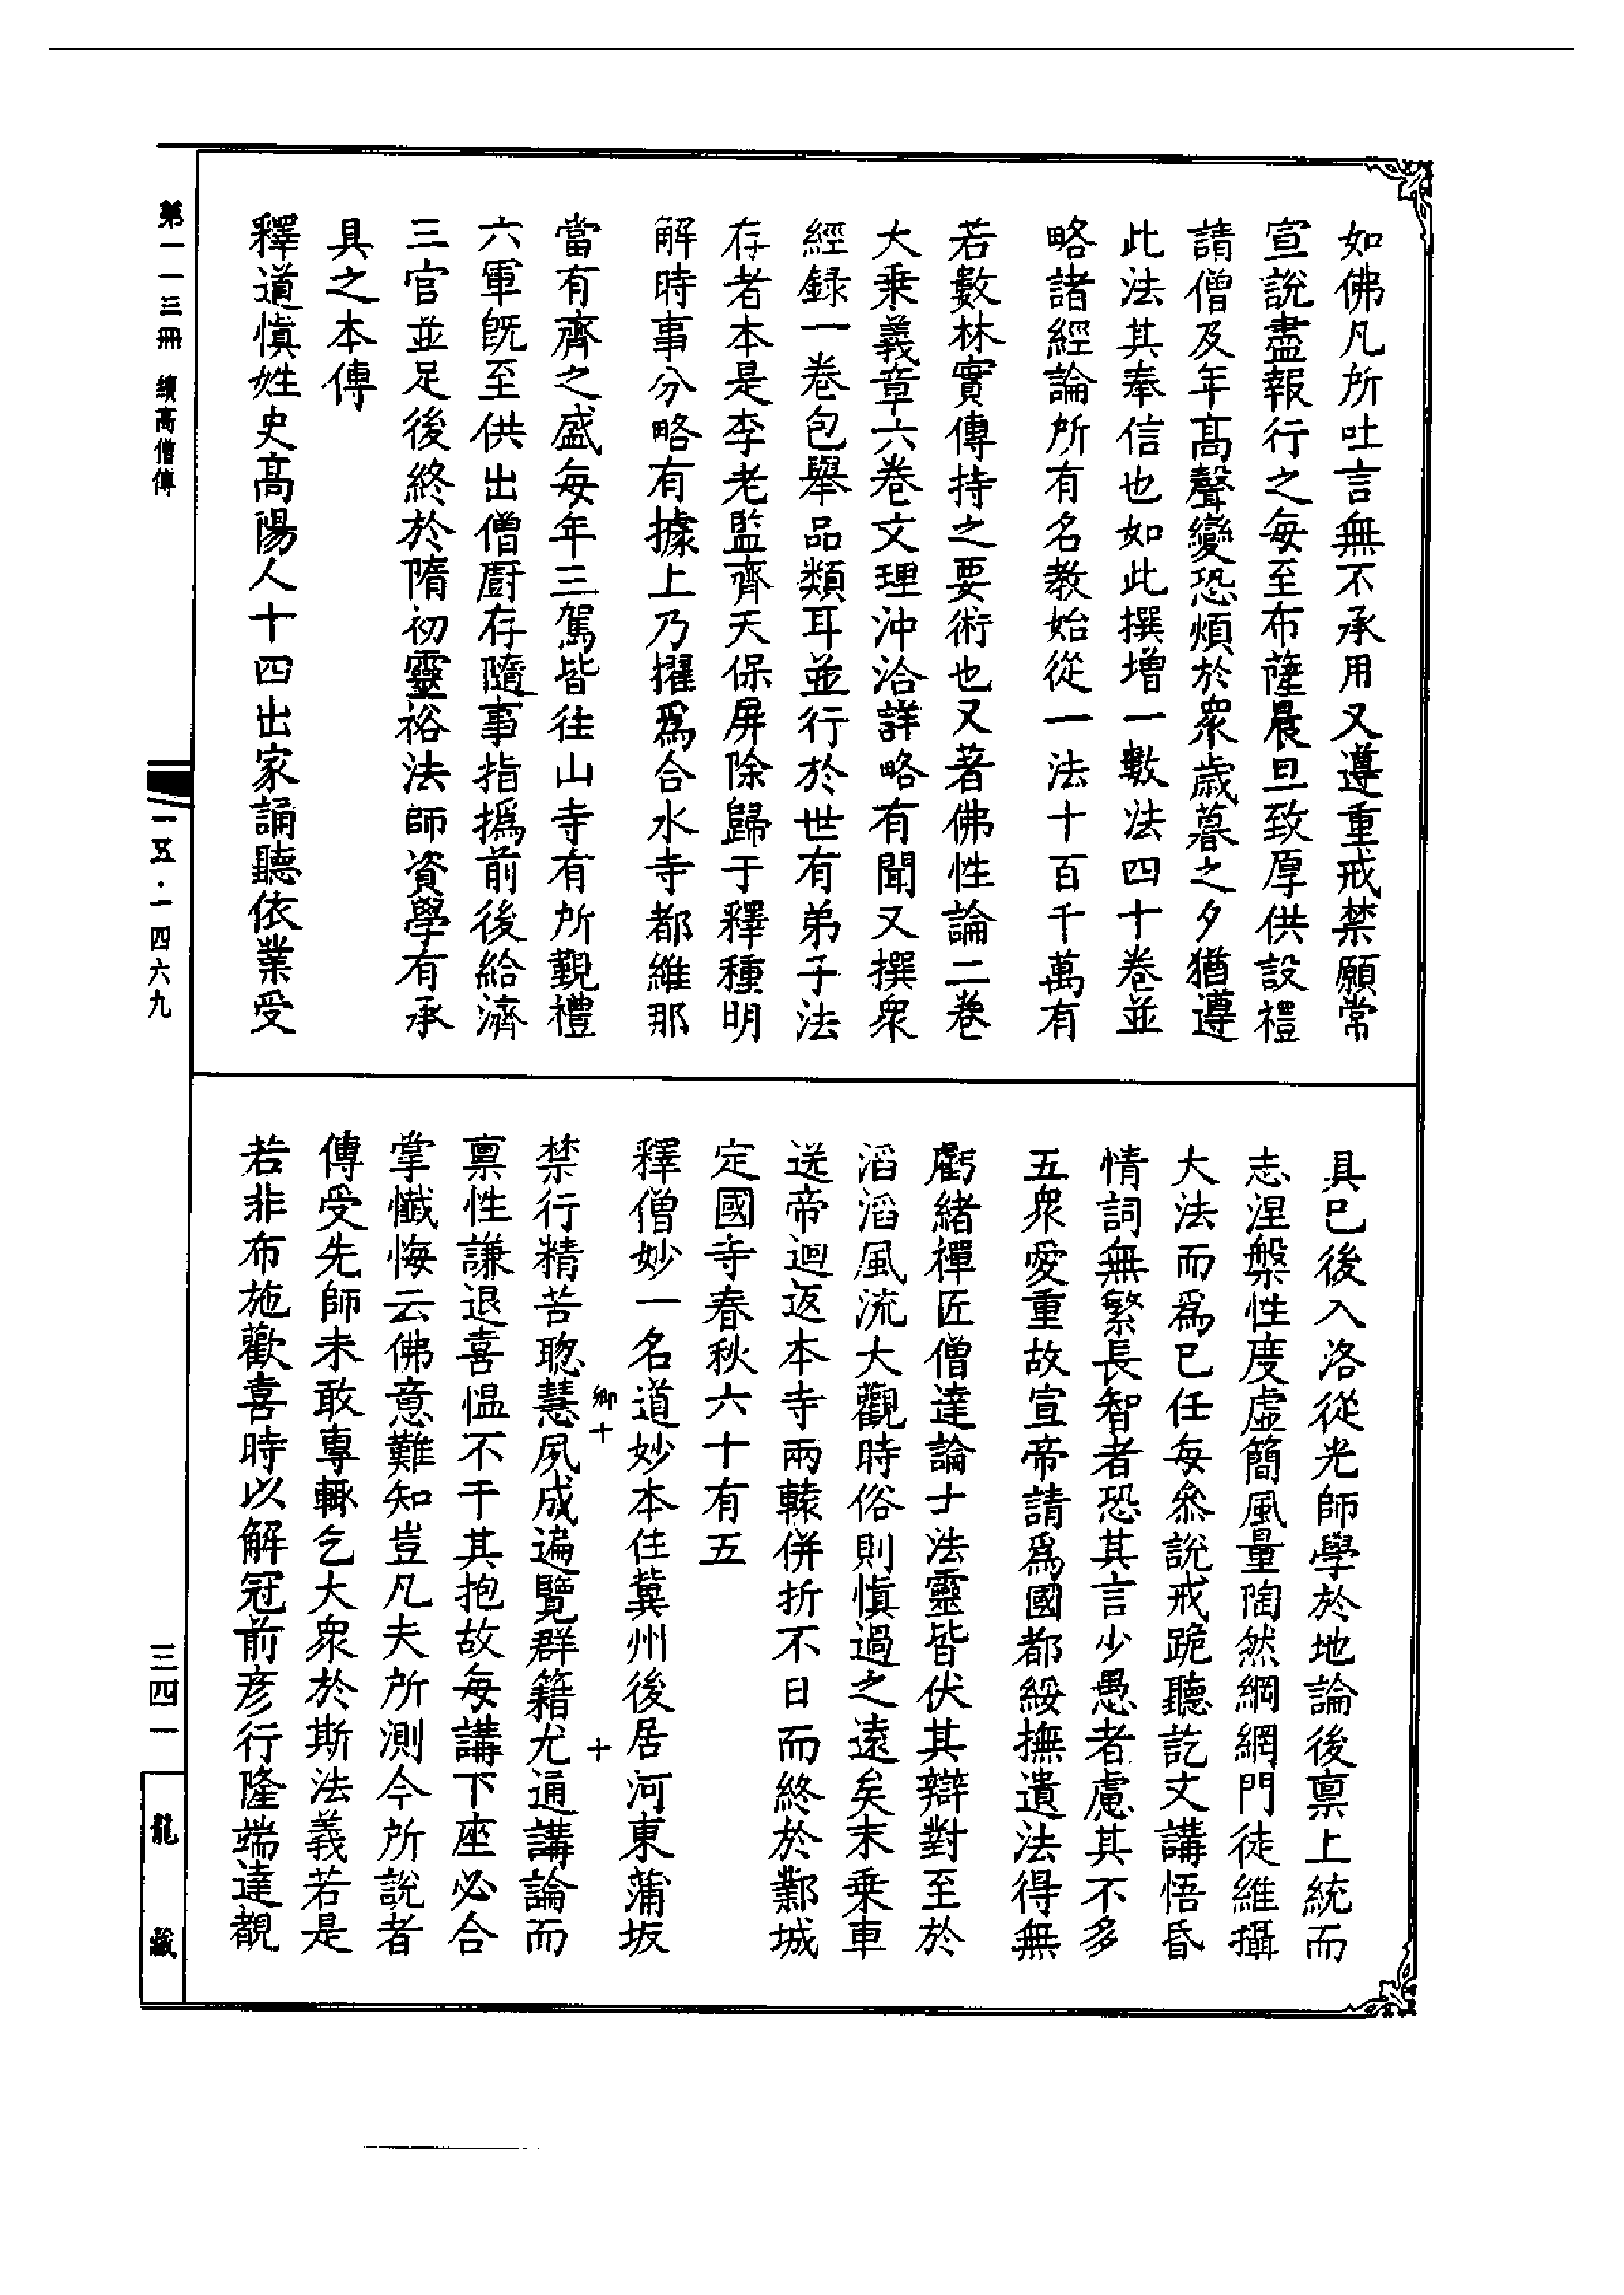 如佛凡所吐言無不承用又遵重戒禁願常
宣說盡報行之每至布薩晨旦致厚供設禮
請僧及年髙聲變恐煩於衆歲暮之夕猶遵
此法其奉信也如此撰增一數法四十卷並
略諸經論所有名教始從一法十百千萬有
若數林實傳持之要術也又著佛性論二卷
大乗義章六卷文理沖洽詳略有聞又撰衆
經録一卷包舉品類耳並行於世有弟子法
存者本是李老監齊天保屏除歸于釋種明
解時事分略有據上乃擢爲合水寺都維那
當有齊之盛每年三駕皆往山寺有所覲禮
六軍旣至供出僧廚存隨事指撝前後給濟
三官並足後終於隋初靈裕法師資學有承
具之本傳
釋道愼姓史髙陽人十四出家誦聽依業受
具已後入洛從光師學於地論後禀上統而
志涅槃性度虛簡風量陶然綱網門徒維攝
大法而爲已任每叅說戒跪聽訖文講悟昏
情詞無繁長智者恐其言少愚者慮其不多
五衆愛重故宣帝請爲國都綏撫遺法得無
虧緒禪匠僧達論士法靈皆伏其辯對至於
滔滔風流大觀時俗則愼過之遠矣末乗車
送帝迴返本寺兩轅併折不日而終於鄴城
定國寺春秋六十有五
釋僧妙一名道妙本住冀州後居河東蒲坂
卿十 十
禁行精苦聰慧夙成遍覽群籍尤通講論而
禀性謙退喜愠不干其抱故每講下座必合
掌懺悔云佛意難知豈凡夫所測今所說者
傳受先師未敢專輙乞大衆於斯法義若是
若非布施歡喜時以解冠前彦行隆端達覩
第一一三冊 續高僧傳
一五·一四六九
三四一
龍藏